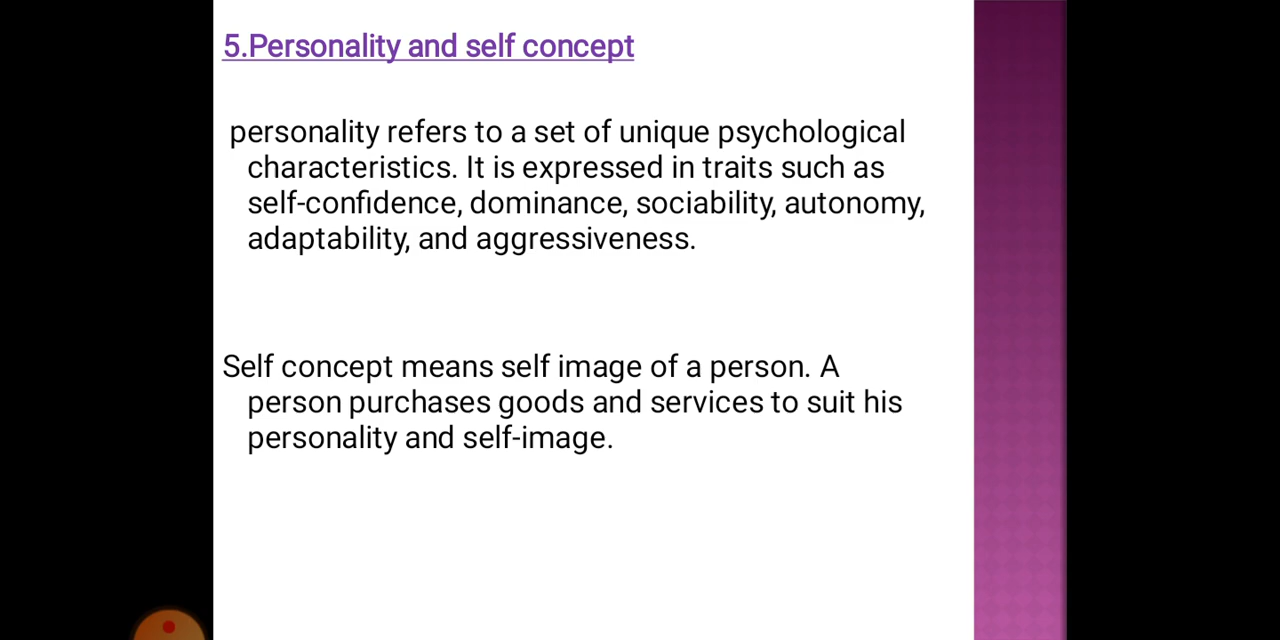 5.Personality and self concept
personality refers to a set of unique psychological
characteristics. It is expressed in traits such as
self-confidence, dominance, sociability, autonomy,
adaptability, and aggressiveness.
Self concept means self image of a person. A
person purchases goods and services to suit his
personality and self-image.